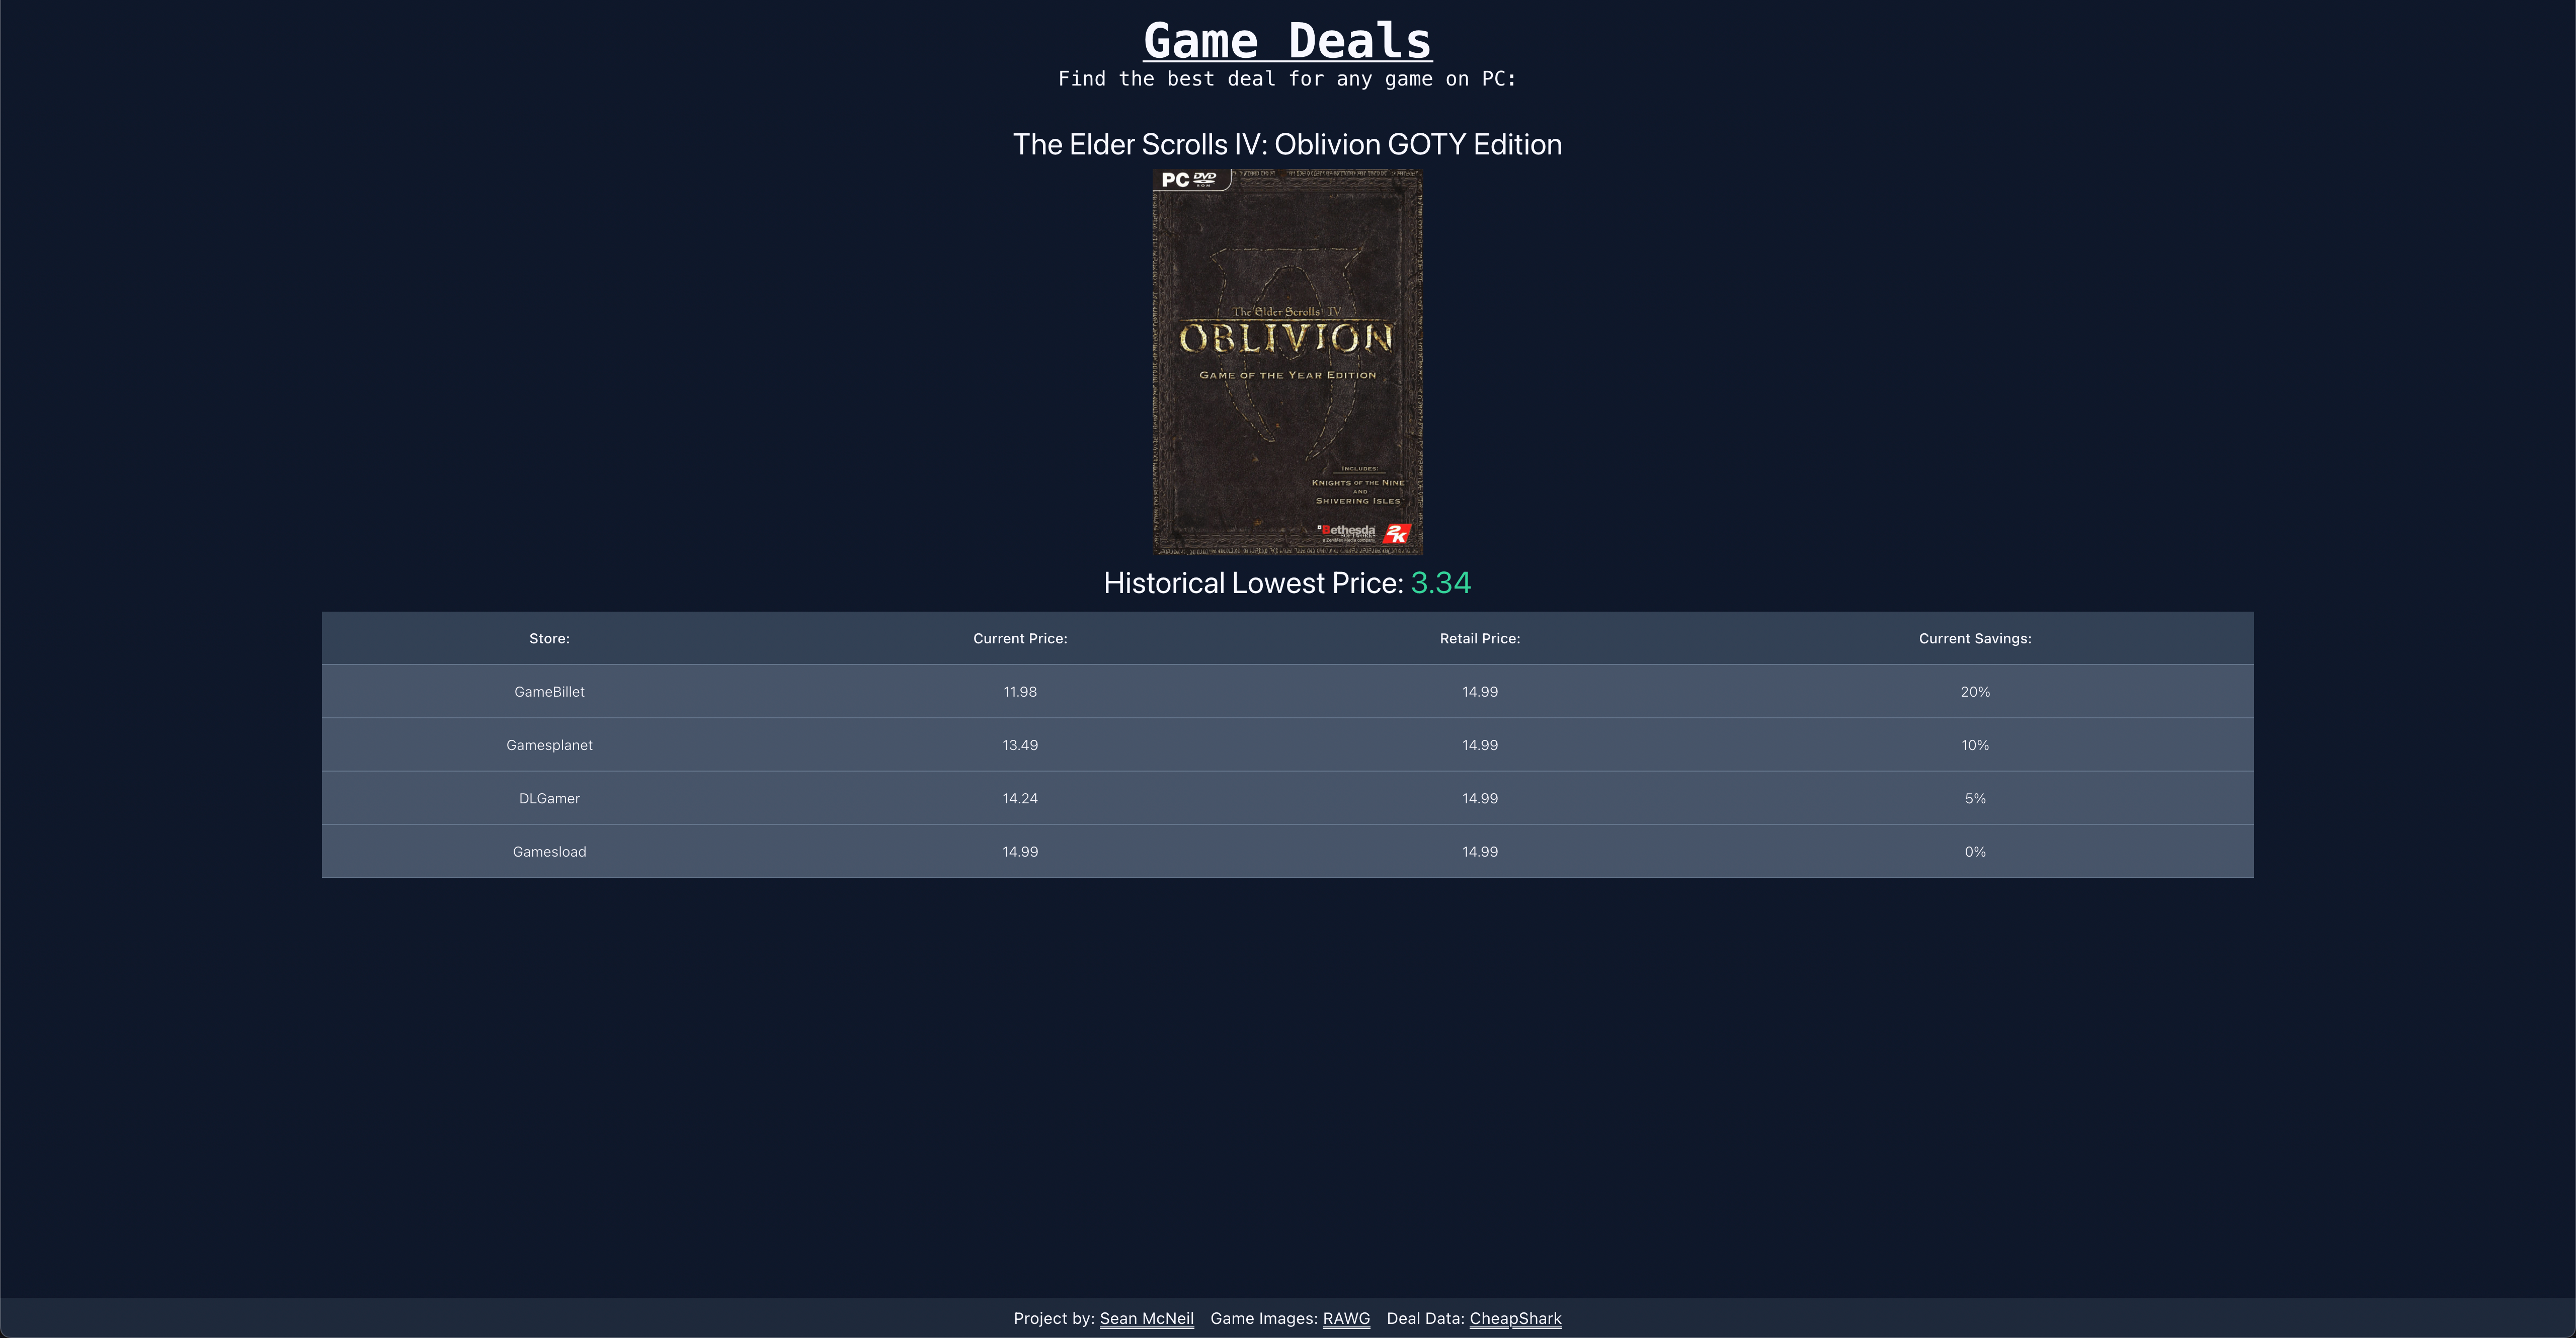 Game Deals
Find the best deal for any game on PC:
The Elder Scrolls IV: Oblivion GOTY Edition
PC DVD ROM
The Elder Scrolls IV
OBLIVION
GAME OF THE YEAR EDITION
INCLUDES:
KNIGHTS OF THE NINE
AND
SHIVERING ISLES™
Bethesda 2K
Historical Lowest Price: 3.34
Store: Current Price: Retail Price: Current Savings:
GameBillet 11.98 14.99 20%
Gamesplanet 13.49 14.99 10%
DLGamer 14.24 14.99 5%
Gamesload 14.99 14.99 0%
Project by: Sean McNeil Game Images: RAWG Deal Data: CheapShark